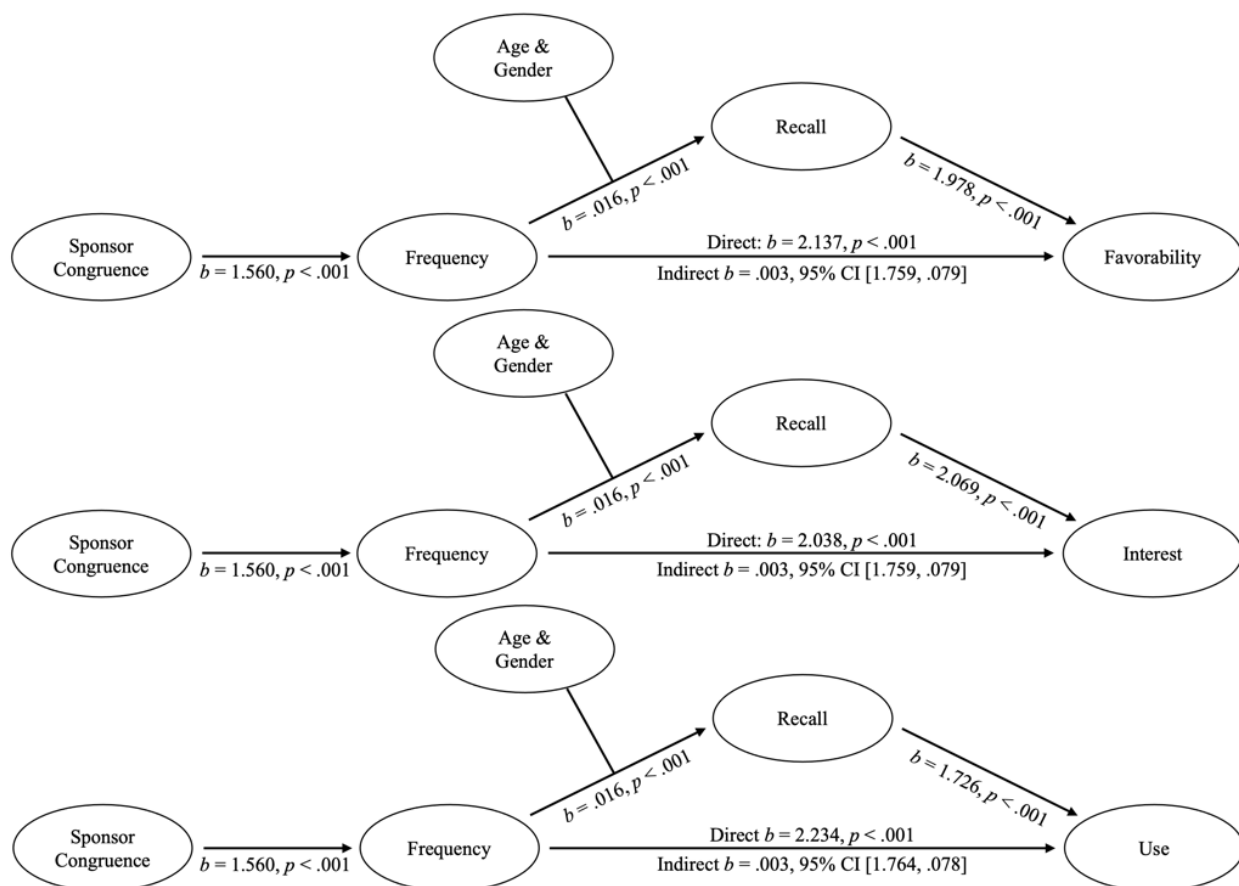 Age &
Gender
Recall
b = .016, p < .001
b = 1.978, p < .001
Sponsor
Congruence
b = 1.560, p < .001
Frequency
Direct: b = 2.137, p < .001
Indirect b = .003, 95% CI [1.759, .079]
Favorability
Age &
Gender
Recall
b = .016, p < .001
b = 2.069, p < .001
Sponsor
Congruence
b = 1.560, p < .001
Frequency
Direct: b = 2.038, p < .001
Indirect b = .003, 95% CI [1.759, .079]
Interest
Age &
Gender
Recall
b = .016, p < .001
b = 1.726, p < .001
Sponsor
Congruence
b = 1.560, p < .001
Frequency
Direct b = 2.234, p < .001
Indirect b = .003, 95% CI [1.764, .078]
Use